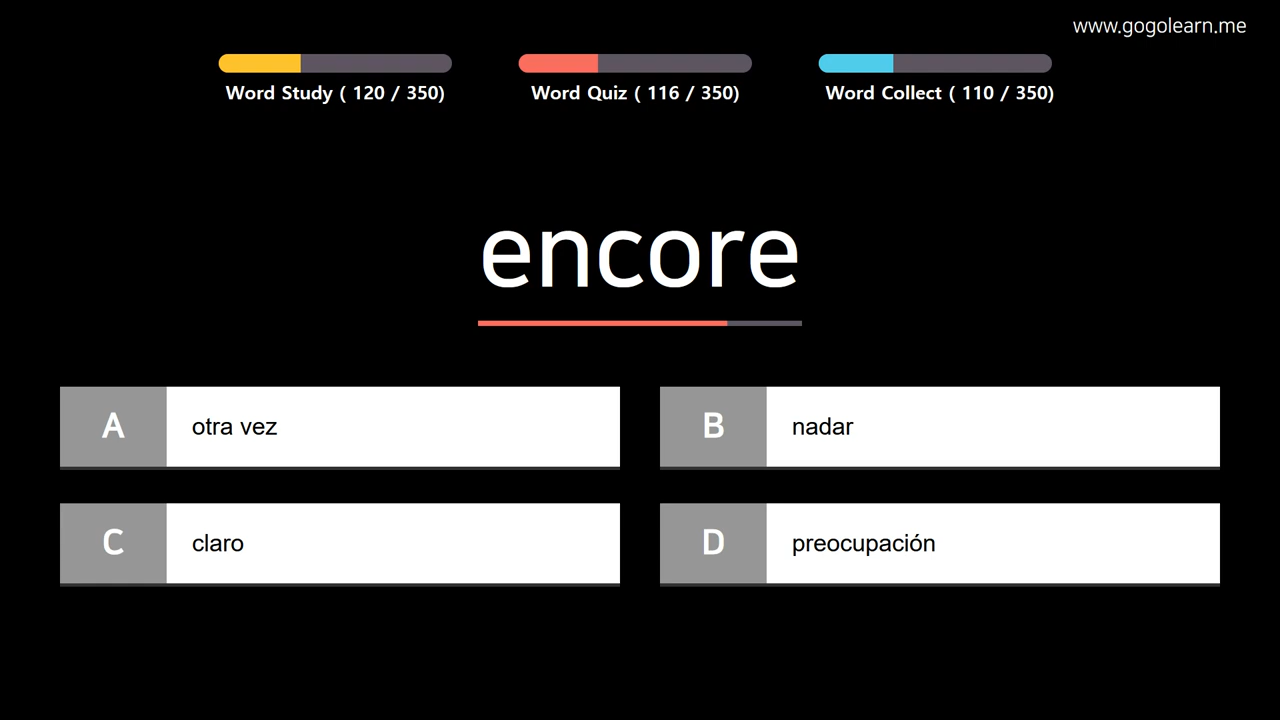 www.gogolearn.me
Word Study ( 120 / 350)
Word Quiz ( 116 / 350)
Word Collect ( 110 / 350)
encore
A otra vez
B nadar
C claro
D preocupación